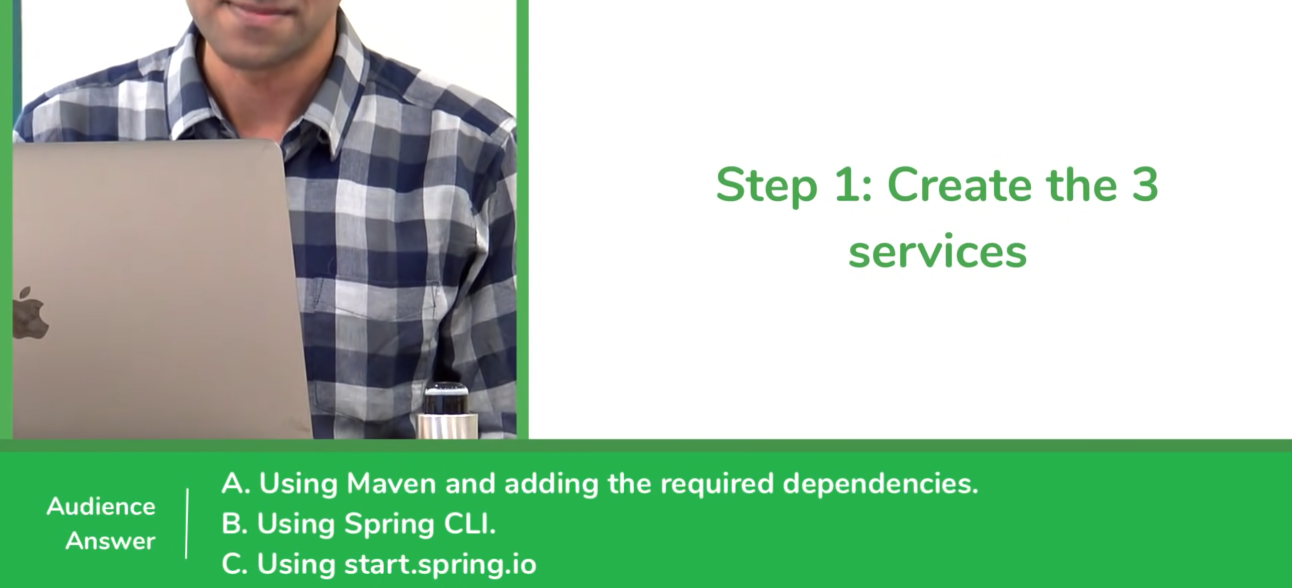 Step 1: Create the 3
services
Audience
Answer
A. Using Maven and adding the required dependencies.
B. Using Spring CLI.
C. Using start.spring.io